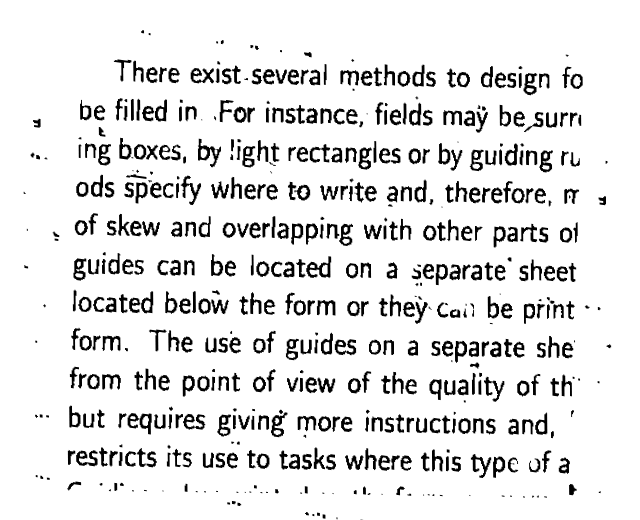 There exist several methods to design fo
be filled in. For instance, fields may be surr
ing boxes, by light rectangles or by guiding ru
ods specify where to write and, therefore, m
of skew and overlapping with other parts of
guides can be located on a separate sheet
located below the form or they can be print
form. The use of guides on a separate she
from the point of view of the quality of th
but requires giving more instructions and,
restricts its use to tasks where this type of a